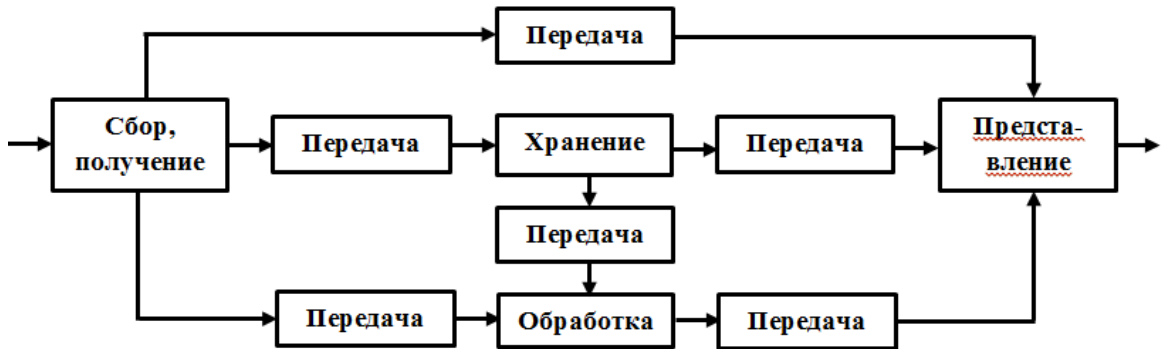 Передача
Сбор,
получение
Передача
Хранение
Передача
Предста-
вление
Передача
Передача
Обработка
Передача